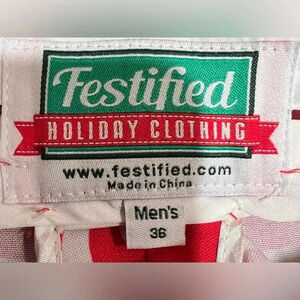 Festified
HOLIDAY CLOTHING
www.festified.com
Made in China
Men's
36